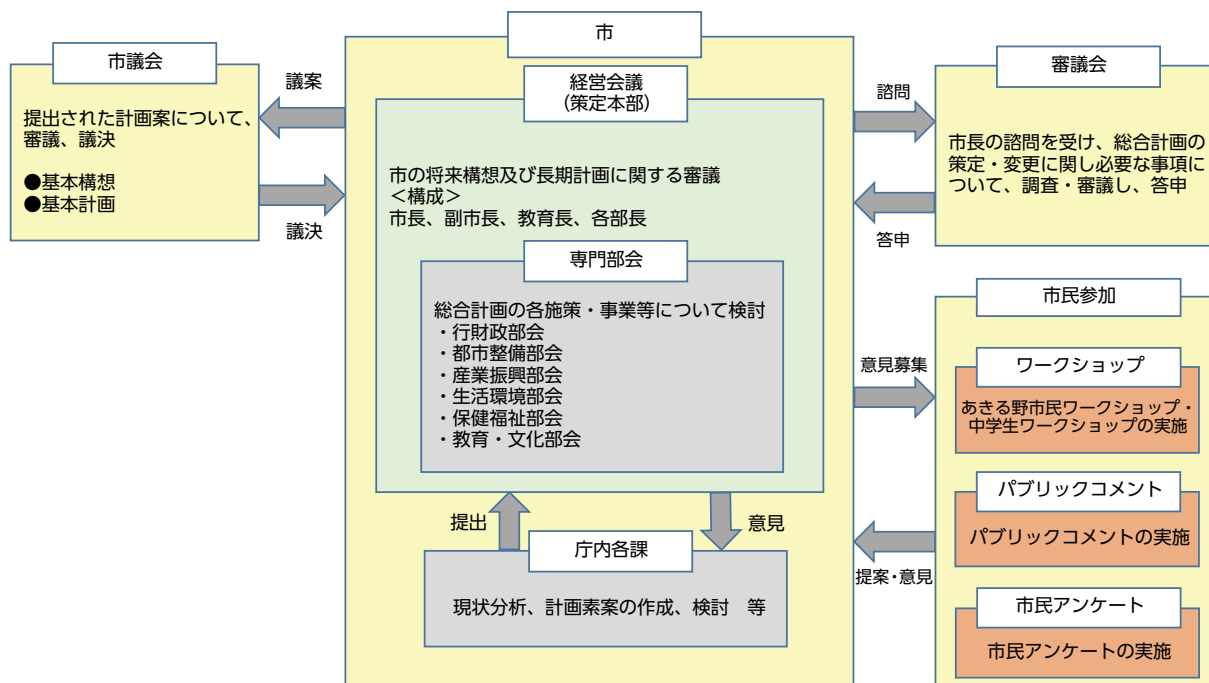 市議会
議案
提出された計画案について、
審議、議決
●基本構想
●基本計画
議決
市
経営会議
(策定本部)
市の将来構想及び長期計画に関する審議
＜構成＞
市長、副市長、教育長、各部長
専門部会
総合計画の各施策・事業等について検討
・行財政部会
・都市整備部会
・産業振興部会
・生活環境部会
・保健福祉部会
・教育・文化部会
提出
意見
庁内各課
現状分析、計画素案の作成、検討　等
諮問
審議会
市長の諮問を受け、総合計画の
策定・変更に関し必要な事項に
ついて、調査・審議し、答申
答申
市民参加
意見募集
ワークショップ
あきる野市民ワークショップ・
中学生ワークショップの実施
パブリックコメント
パブリックコメントの実施
提案・意見
市民アンケート
市民アンケートの実施